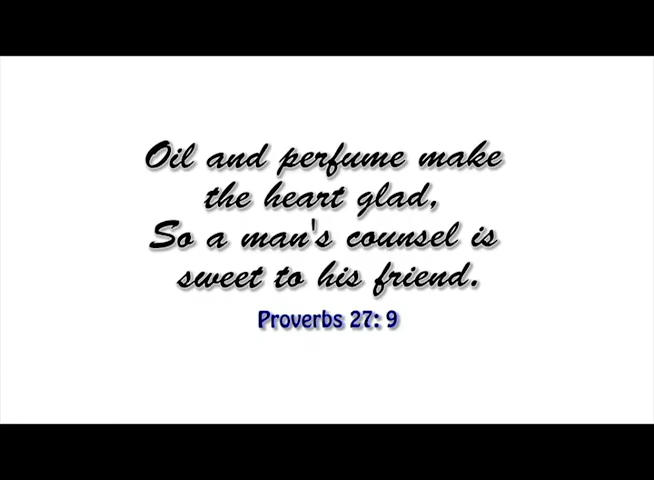 Oil and perfume make
the heart glad,
So a man's counsel is
sweet to his friend.
Proverbs 27: 9